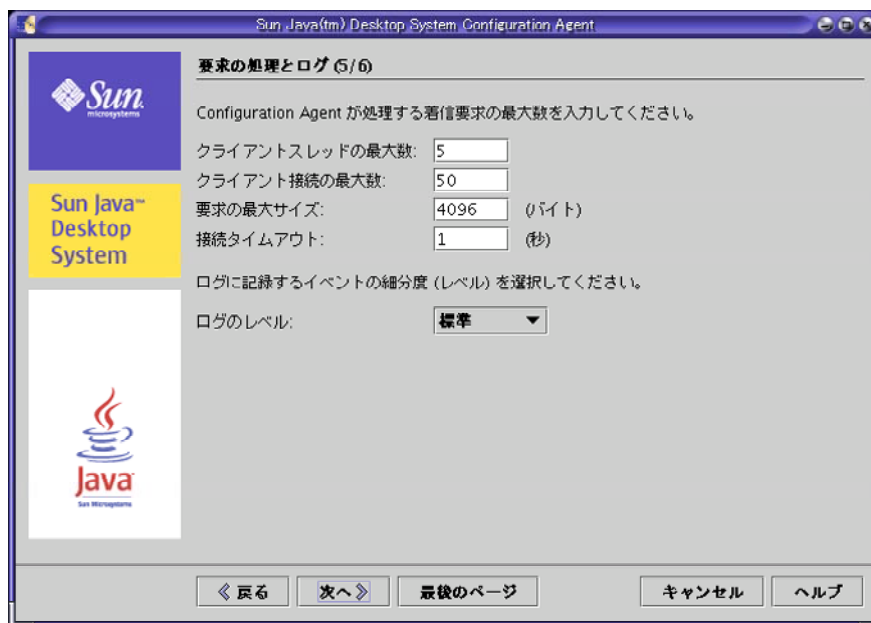 Sun Java(tm) Desktop System Configuration Agent
Sun
microsystems
Sun Java™
Desktop
System
Java
Sun Microsystems
要求の処理とログ (5/6)
Configuration Agent が処理する着信要求の最大数を入力してください。
クライアントスレッドの最大数: 5
クライアント接続の最大数: 50
要求の最大サイズ: 4096 (バイト)
接続タイムアウト: 1 (秒)
ログに記録するイベントの細分度 (レベル) を選択してください。
ログのレベル: 標準
戻る 次へ 最後のページ キャンセル ヘルプ